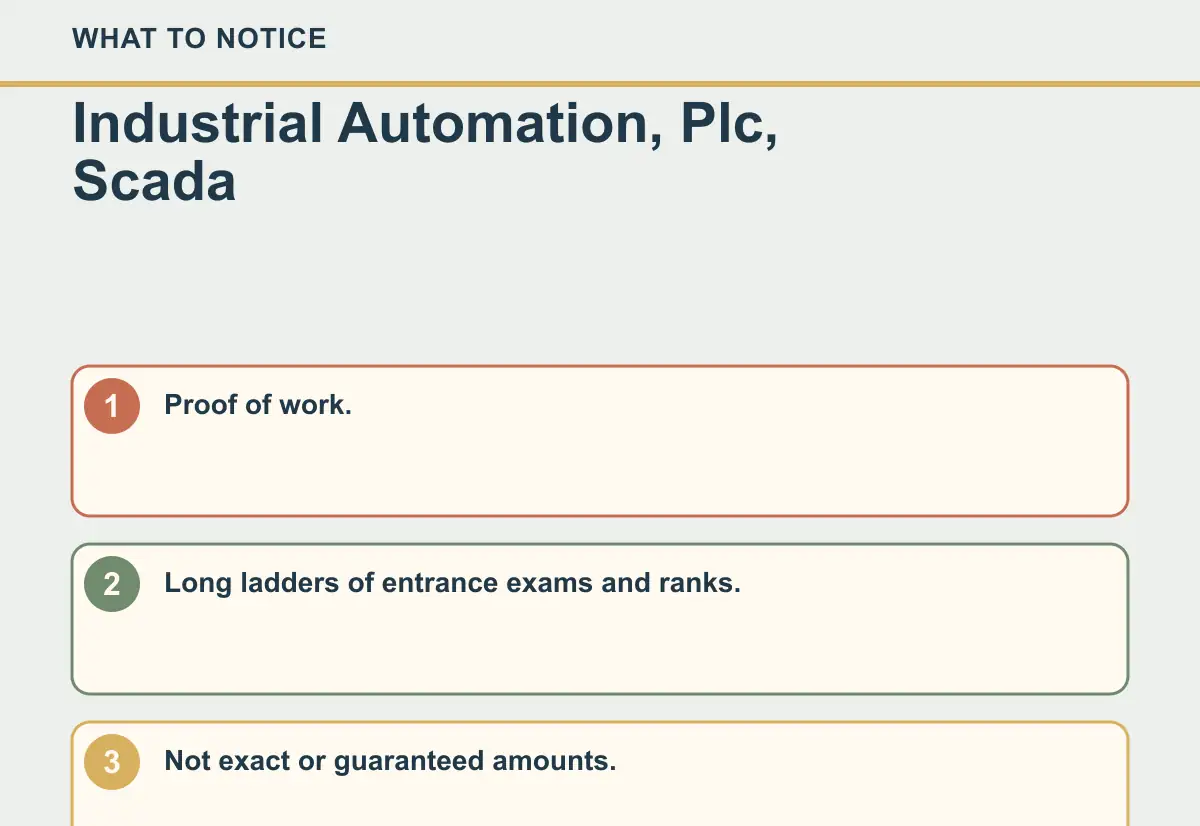 WHAT TO NOTICE
Industrial Automation, Plc,
Scada
1 Proof of work.
2 Long ladders of entrance exams and ranks.
3 Not exact or guaranteed amounts.